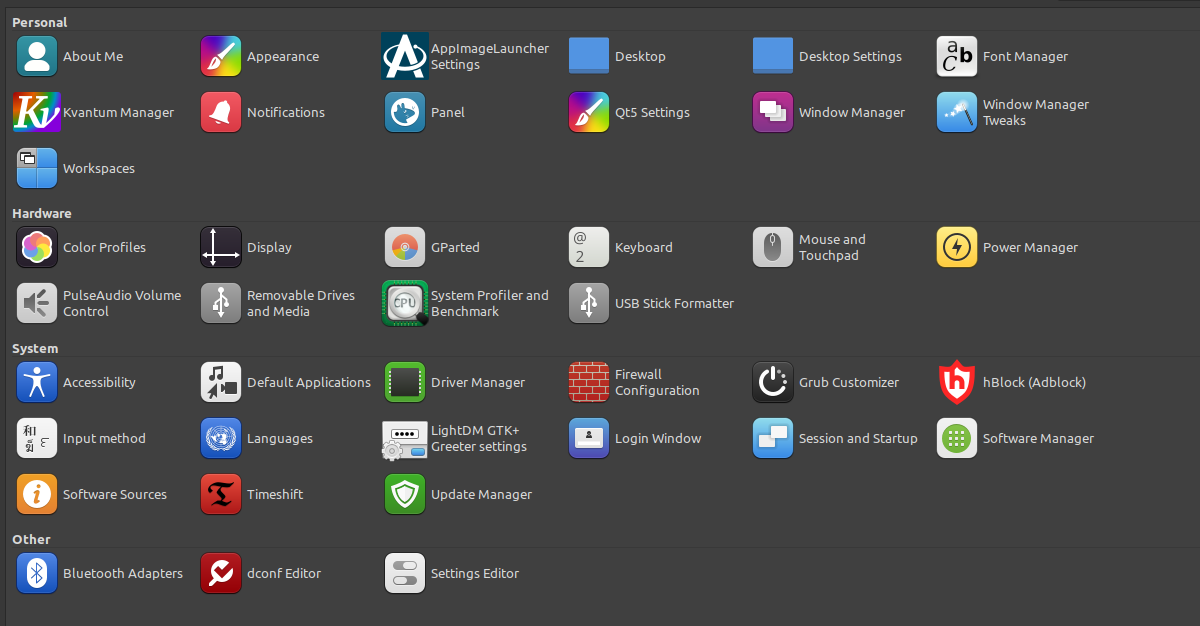 Personal
About Me
Appearance
AppImageLauncher
Settings
Desktop
Desktop Settings
Font Manager
Kvantum Manager
Notifications
Panel
Qt5 Settings
Window Manager
Window Manager
Tweaks
Workspaces
Hardware
Color Profiles
Display
GParted
Keyboard
Mouse and
Touchpad
Power Manager
PulseAudio Volume
Control
Removable Drives
and Media
CPU
System Profiler and
Benchmark
USB Stick Formatter
System
Accessibility
Default Applications
Driver Manager
Firewall
Configuration
Grub Customizer
hBlock (Adblock)
Input method
Languages
LightDM GTK+
Greeter settings
Login Window
Session and Startup
Software Manager
Software Sources
Timeshift
Update Manager
Other
Bluetooth Adapters
dconf Editor
Settings Editor